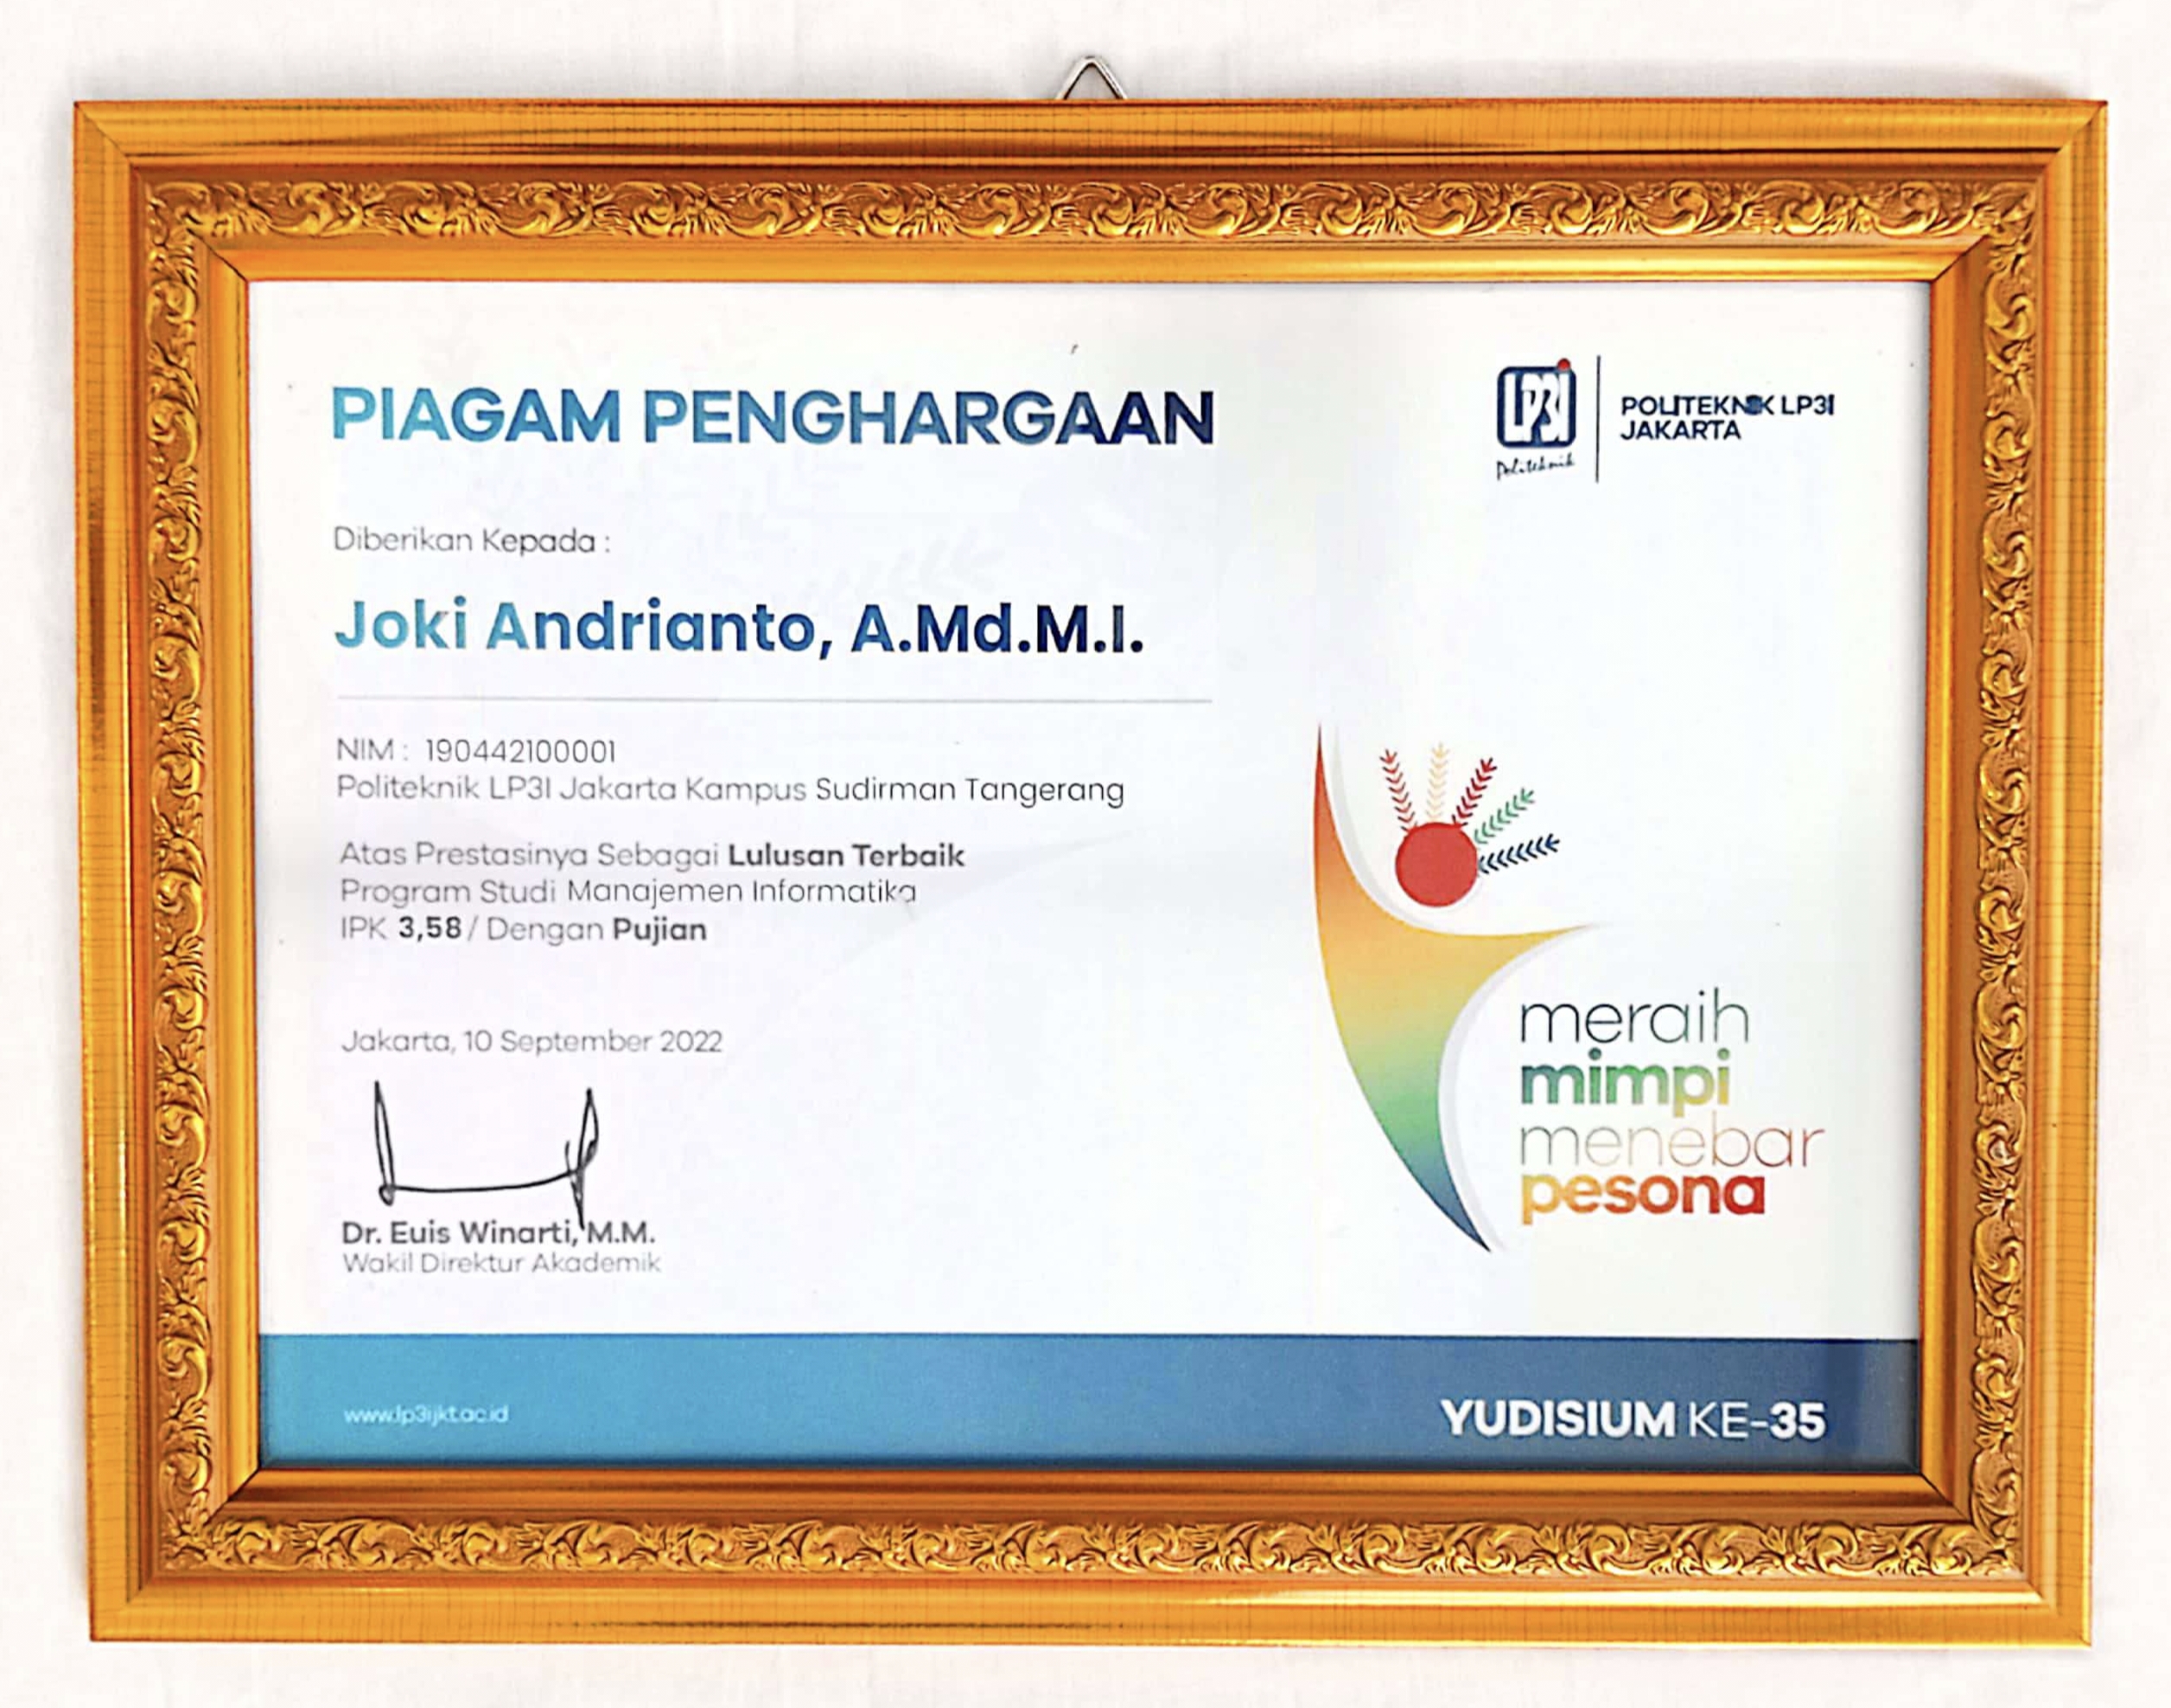 PIAGAM PENGHARGAAN
LP3I
Politeknik
POLITEKNIK LP3I
JAKARTA
Diberikan Kepada :
Joki Andrianto, A.Md.M.I.
NIM : 190442100001
Politeknik LP3I Jakarta Kampus Sudirman Tangerang
Atas Prestasinya Sebagai Lulusan Terbaik
Program Studi Manajemen Informatika
IPK 3,58 / Dengan Pujian
Jakarta, 10 September 2022
Dr. Euis Winarti, M.M.
Wakil Direktur Akademik
meraih
mimpi
menebar
pesona
www.lp3ijkt.ac.id
YUDISIUM KE-35